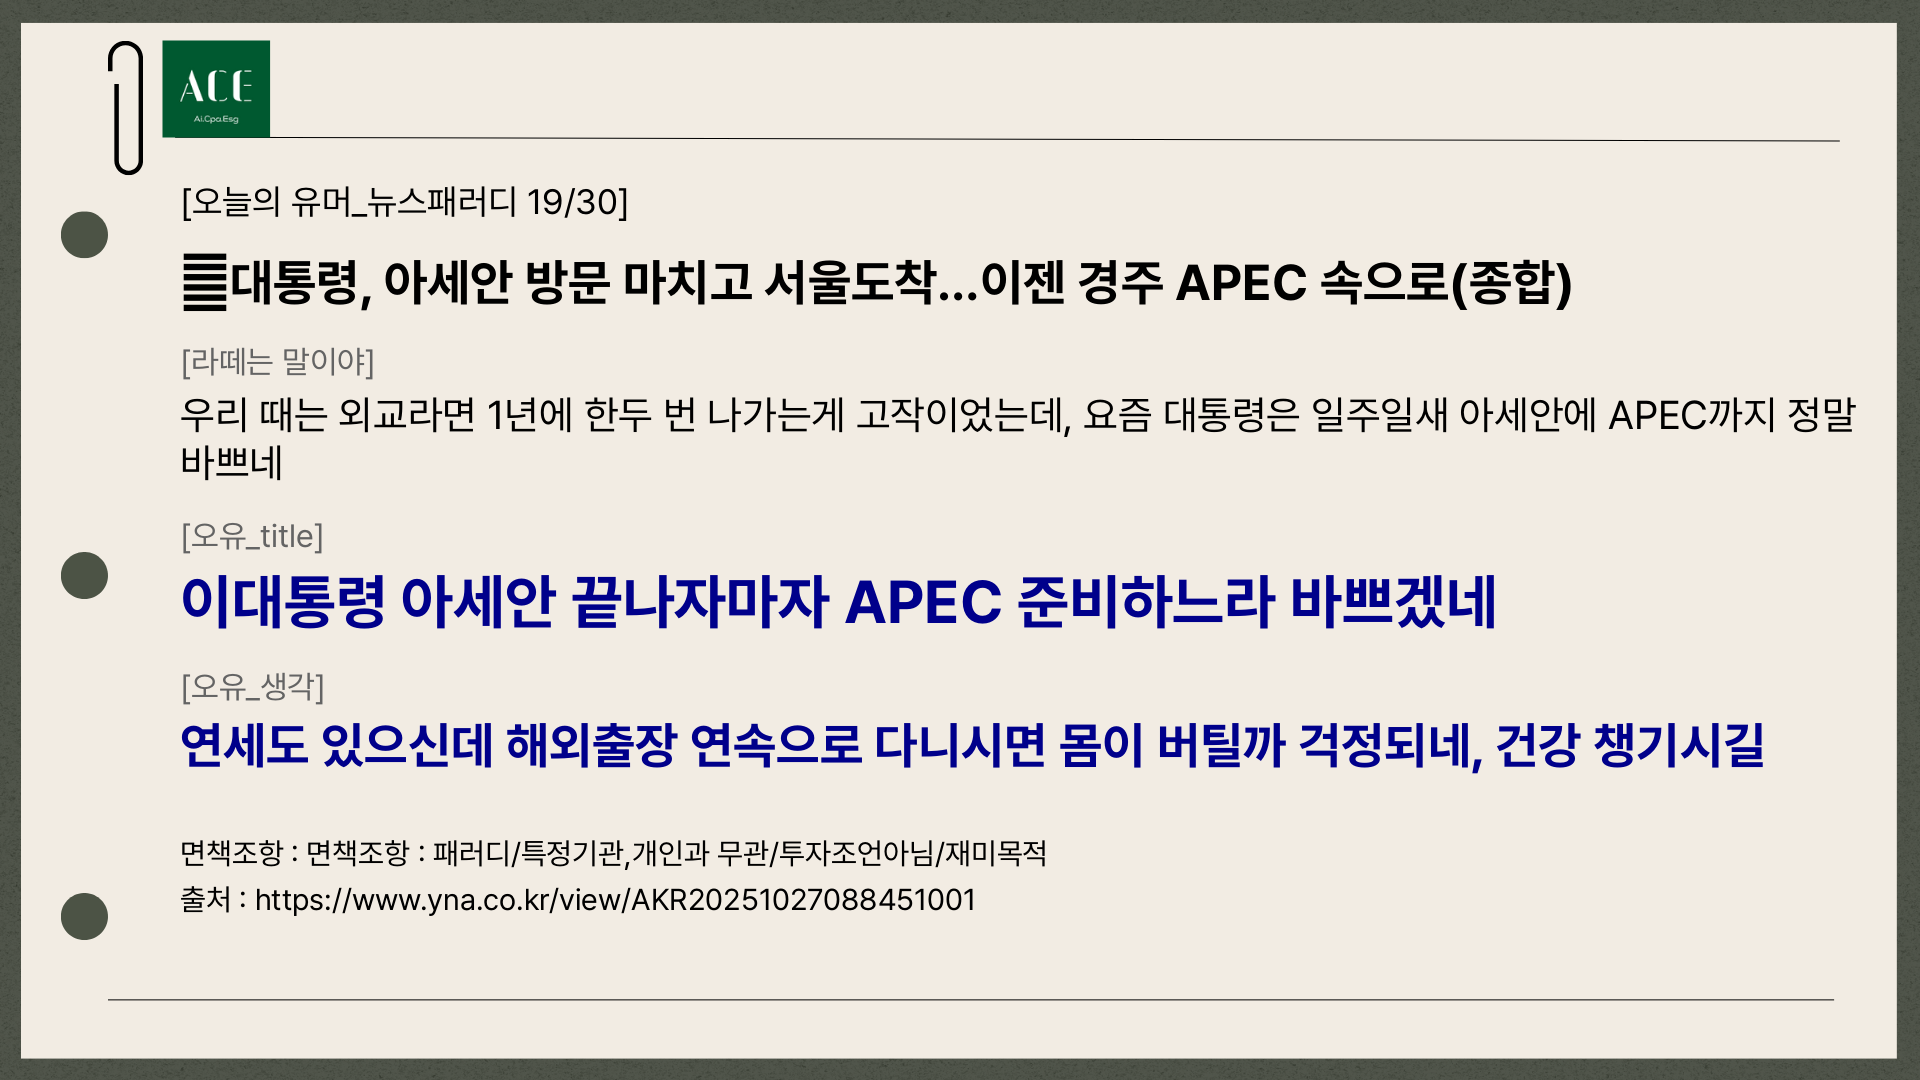 ACE
Ai.Cpa.Esg
[오늘의 유머_뉴스패러디 19/30]
대통령, 아세안 방문 마치고 서울도착...이젠 경주 APEC 속으로(종합)
[라떼는 말이야]
우리 때는 외교라면 1년에 한두 번 나가는게 고작이었는데, 요즘 대통령은 일주일새 아세안에 APEC까지 정말
바쁘네
[오유_title]
이대통령 아세안 끝나자마자 APEC 준비하느라 바쁘겠네
[오유_생각]
연세도 있으신데 해외출장 연속으로 다니시면 몸이 버틸까 걱정되네, 건강 챙기시길
면책조항 : 면책조항 : 패러디/특정기관,개인과 무관/투자조언아님/재미목적
출처 : https://www.yna.co.kr/view/AKR20251027088451001